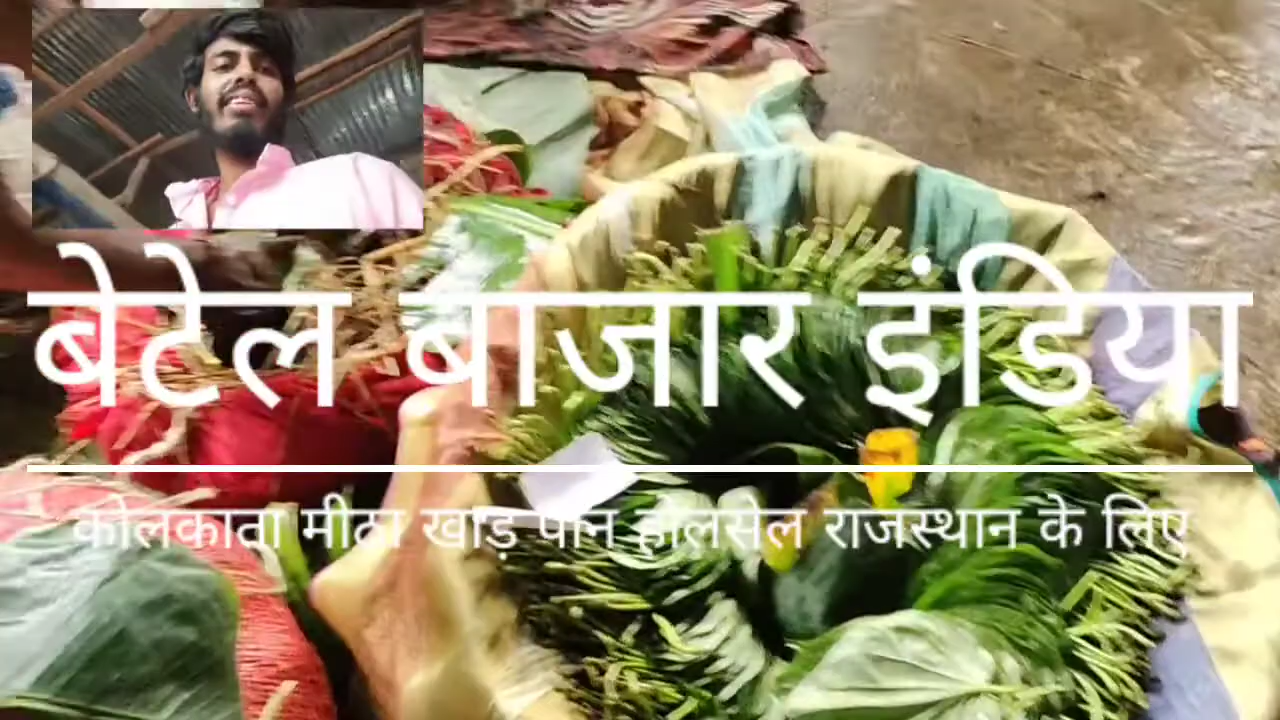 बेटेल बाजार इंडिया
कोलकाता मीठा खाड़ पान होलसेल राजस्थान के लिए